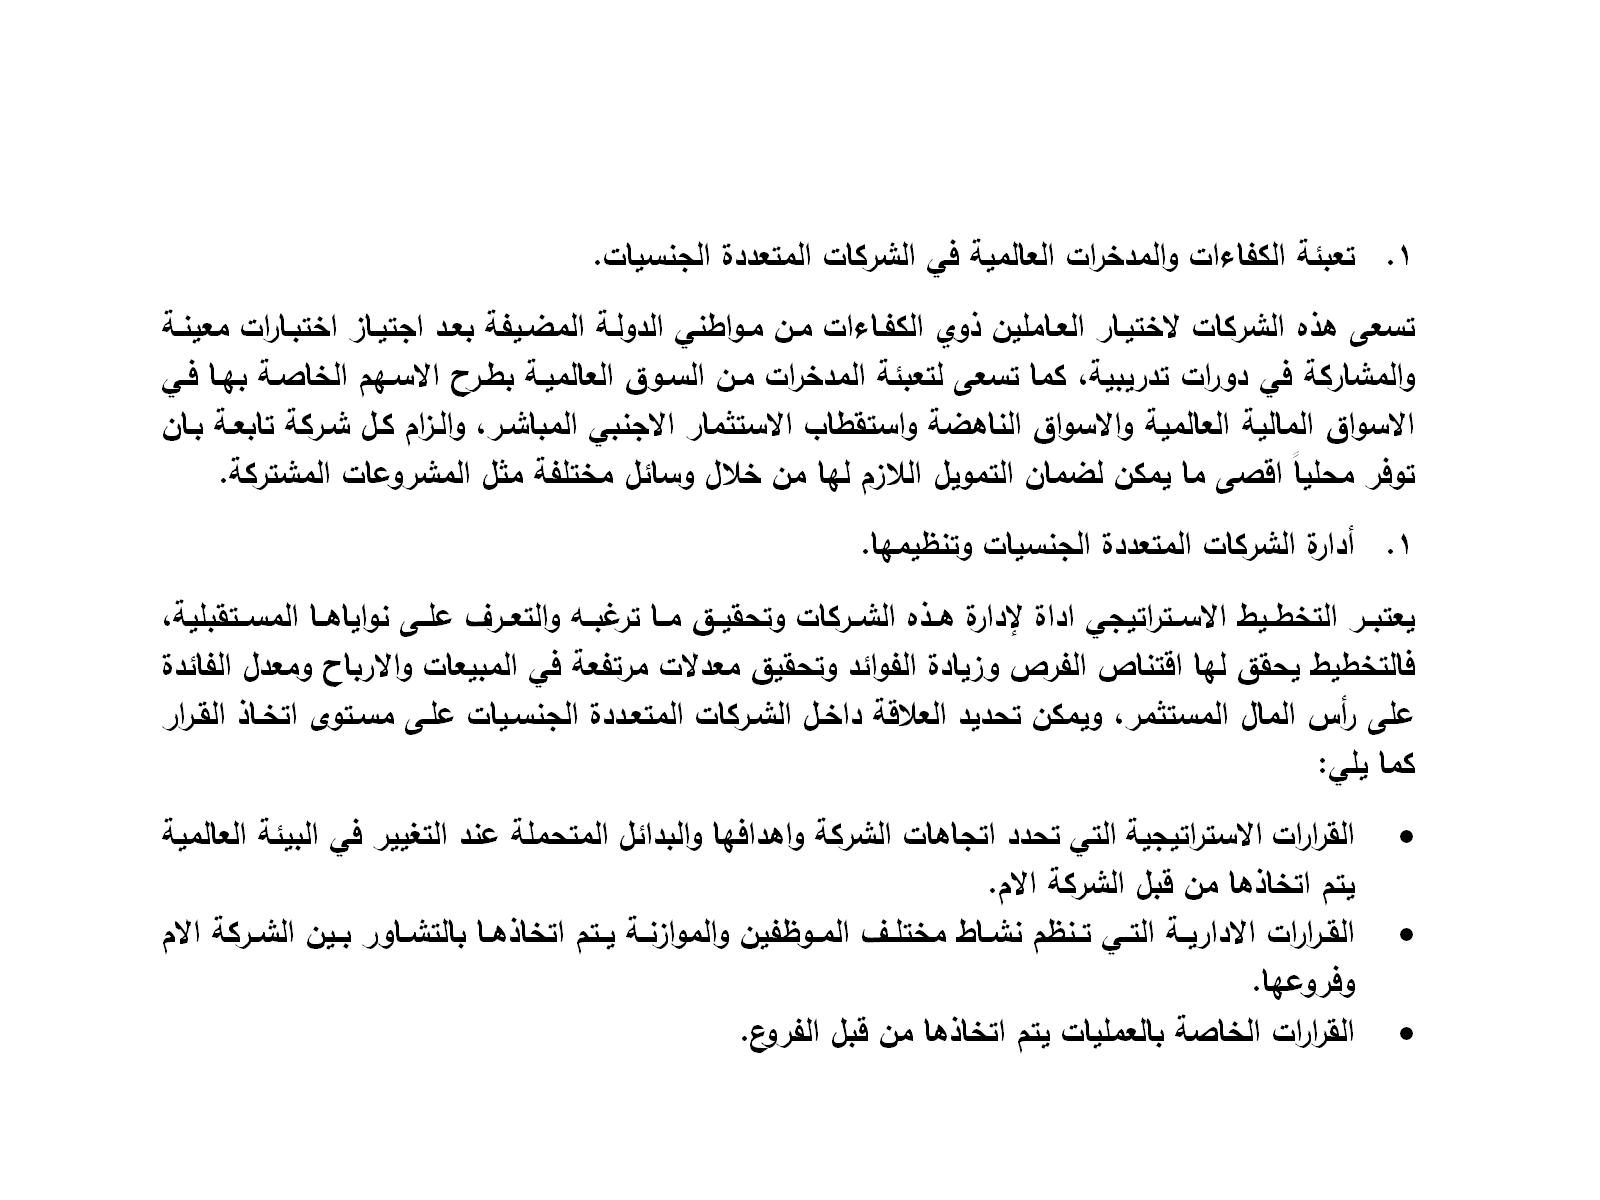 ١. تعبئة الكفاءات والمدخرات العالمية في الشركات المتعددة الجنسيات.
تسعى هذه الشركات لاختيار العاملين ذوي الكفاءات من مواطني الدولة المضيفة بعد اجتياز اختبارات معينة
والمشاركة في دورات تدريبية، كما تسعى لتعبئة المدخرات من السوق العالمية بطرح الاسهم الخاصة بها في
الاسواق المالية العالمية والاسواق الناهضة واستقطاب الاستثمار الاجنبي المباشر، والزام كل شركة تابعة بان
توفر محلياً اقصى ما يمكن لضمان التمويل اللازم لها من خلال وسائل مختلفة مثل المشروعات المشتركة.
١. أدارة الشركات المتعددة الجنسيات وتنظيمها.
يعتبر التخطيط الاستراتيجي اداة لإدارة هذه الشركات وتحقيق ما ترغبه والتعرف على نواياها المستقبلية،
فالتخطيط يحقق لها اقتناص الفرص وزيادة الفوائد وتحقيق معدلات مرتفعة في المبيعات والارباح ومعدل الفائدة
على رأس المال المستثمر، ويمكن تحديد العلاقة داخل الشركات المتعددة الجنسيات على مستوى اتخاذ القرار
كما يلي:
• القرارات الاستراتيجية التي تحدد اتجاهات الشركة واهدافها والبدائل المتحملة عند التغيير في البيئة العالمية
يتم اتخاذها من قبل الشركة الام.
• القرارات الادارية التي تنظم نشاط مختلف الموظفين والموازنة يتم اتخاذها بالتشاور بين الشركة الام
وفروعها.
• القرارات الخاصة بالعمليات يتم اتخاذها من قبل الفروع.